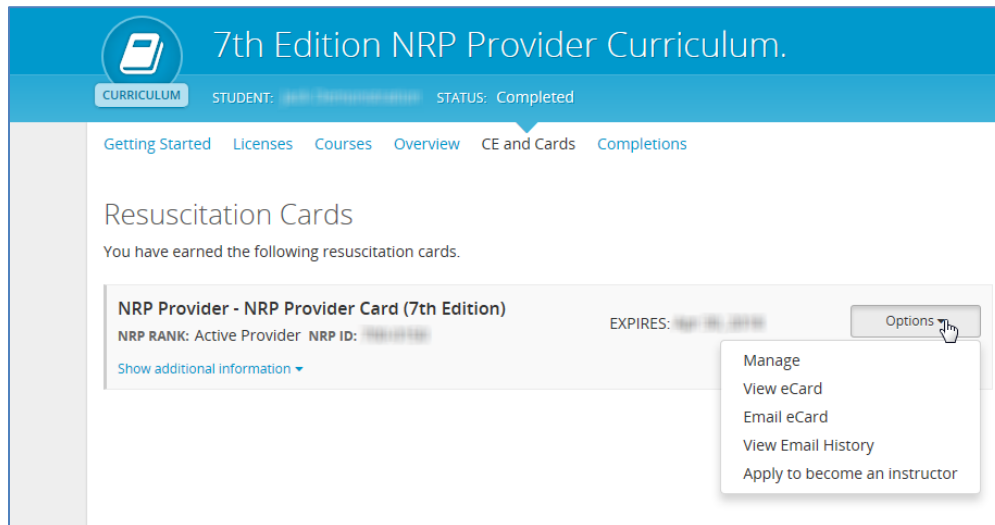 7th Edition NRP Provider Curriculum.
CURRICULUM
STUDENT: STATUS: Completed
Getting Started Licenses Courses Overview CE and Cards Completions
Resuscitation Cards
You have earned the following resuscitation cards.
NRP Provider - NRP Provider Card (7th Edition)
NRP RANK: Active Provider NRP ID:
EXPIRES:
Options
Show additional information
Manage
View eCard
Email eCard
View Email History
Apply to become an instructor